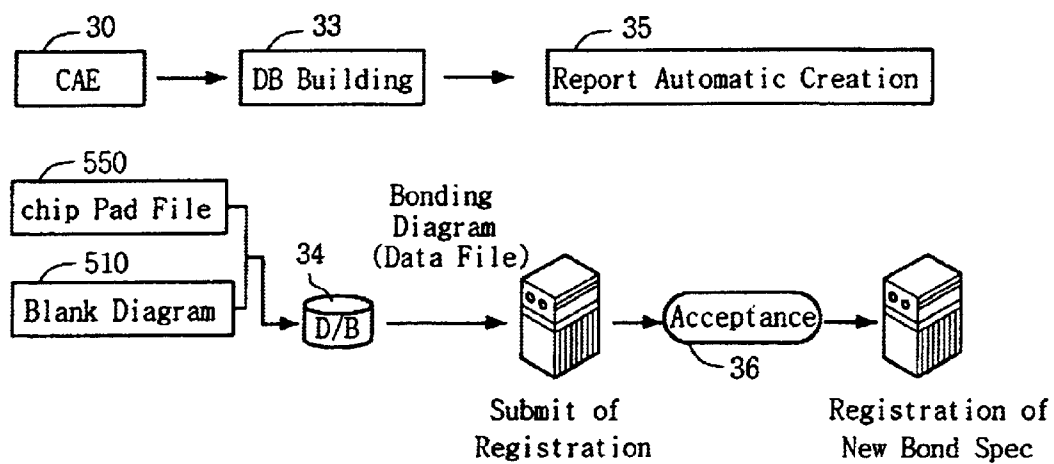 30
33
35
CAE
DB Building
Report Automatic Creation
550
chip Pad File
510
Blank Diagram
34
D/B
Bonding
Diagram
(Data File)
Acceptance
36
Submit of
Registration
Registration of
New Bond Spec